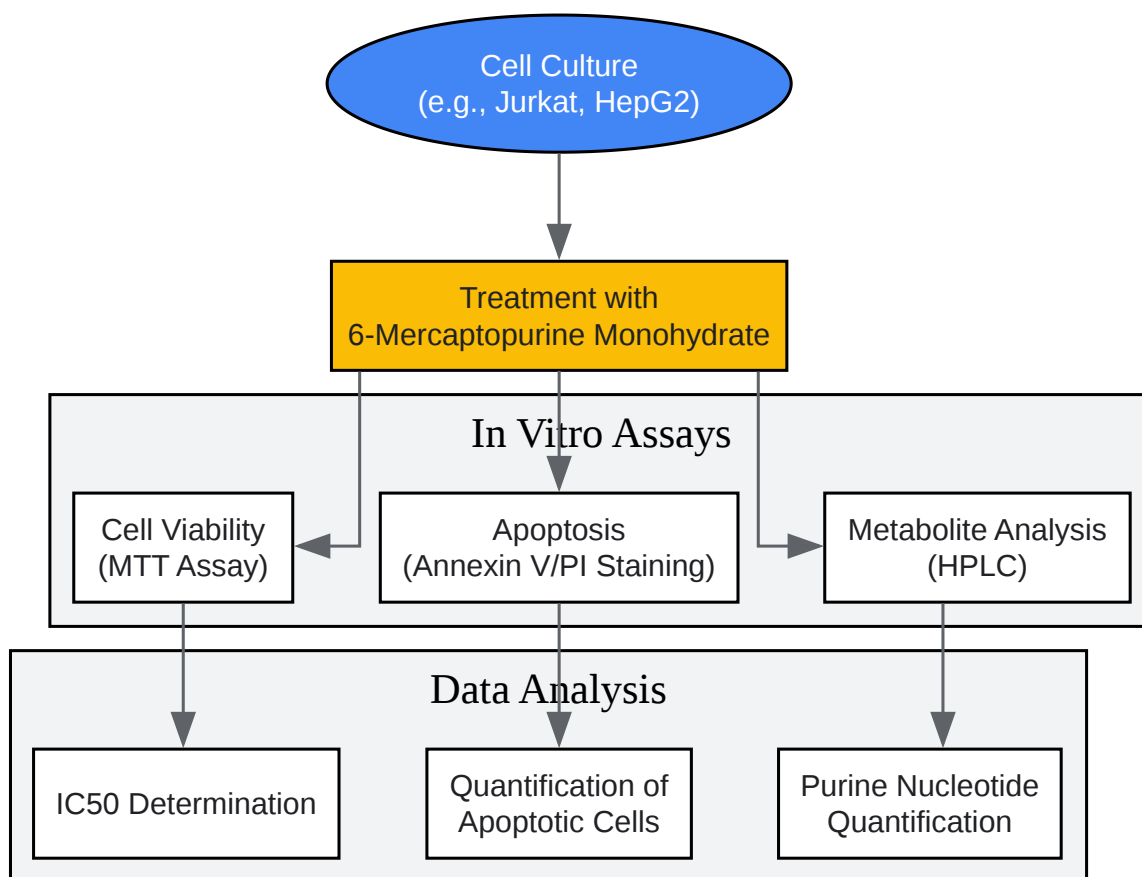 Cell Culture
(e.g., Jurkat, HepG2)
Treatment with
6-Mercaptopurine Monohydrate
In Vitro Assays
Cell Viability
(MTT Assay)
Apoptosis
(Annexin V/PI Staining)
Metabolite Analysis
(HPLC)
Data Analysis
IC50 Determination
Quantification of
Apoptotic Cells
Purine Nucleotide
Quantification